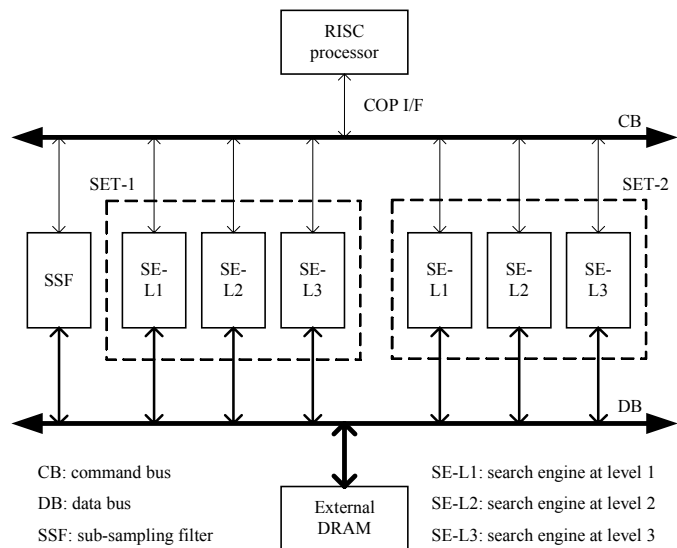 RISC
processor
COP I/F
CB
SET-1
SET-2
SSF
SE-
L1
SE-
L2
SE-
L3
SE-
L1
SE-
L2
SE-
L3
DB
CB: command bus
DB: data bus
SSF: sub-sampling filter
External
DRAM
SE-L1: search engine at level 1
SE-L2: search engine at level 2
SE-L3: search engine at level 3